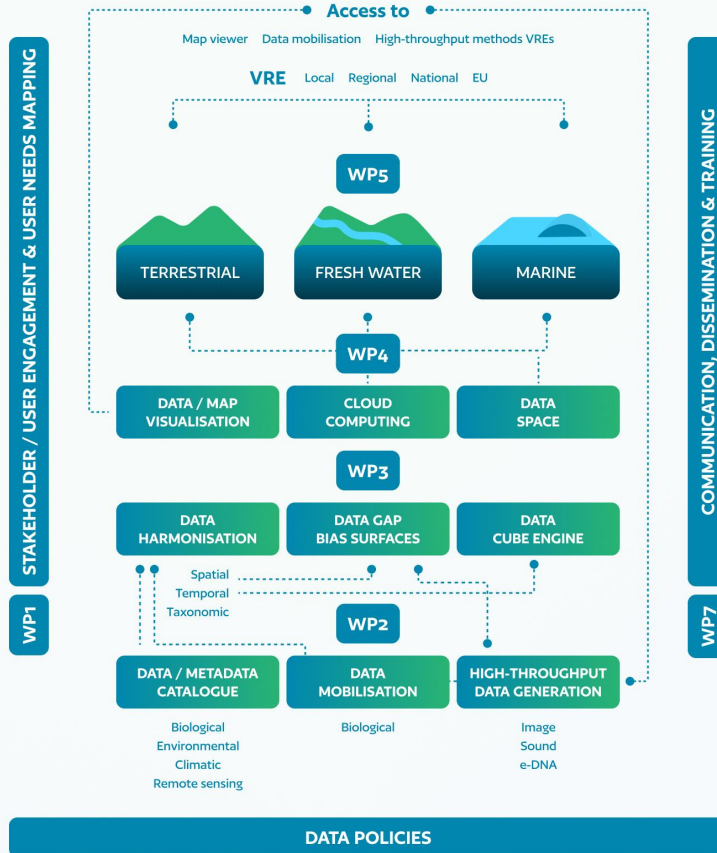 Access to
Map viewer Data mobilisation High-throughput methods VREs
VRE Local Regional National EU
STAKEHOLDER / USER ENGAGEMENT & USER NEEDS MAPPING
WP1
WP5
TERRESTRIAL
FRESH WATER
MARINE
WP4
DATA / MAP
VISUALISATION
CLOUD
COMPUTING
DATA
SPACE
WP3
DATA
HARMONISATION
DATA GAP
BIAS SURFACES
DATA
CUBE ENGINE
Spatial
Temporal
Taxonomic
WP2
DATA / METADATA
CATALOGUE
DATA
MOBILISATION
HIGH-THROUGHPUT
DATA GENERATION
Biological
Environmental
Climatic
Remote sensing
Biological
Image
Sound
e-DNA
COMMUNICATION, DISSEMINATION & TRAINING
WP7
DATA POLICIES